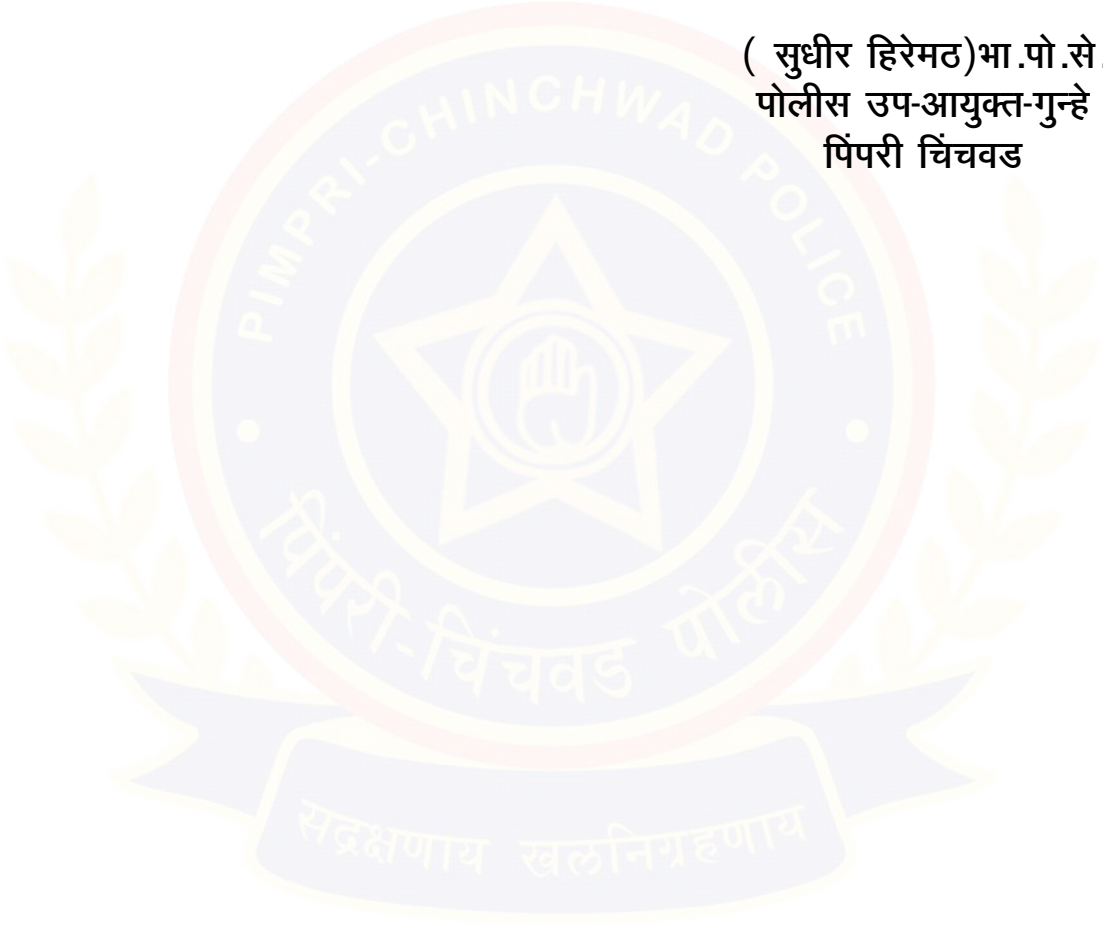 ( सुधीर हिरेमठ)भा.पो.से.
पोलीस उप-आयुक्त-गुन्हे
पिंपरी चिंचवड
PIMPRI-CHINCHWAD POLICE
पिंपरी-चिंचवड पोलीस
सद्रक्षणाय खलनिग्रहणाय